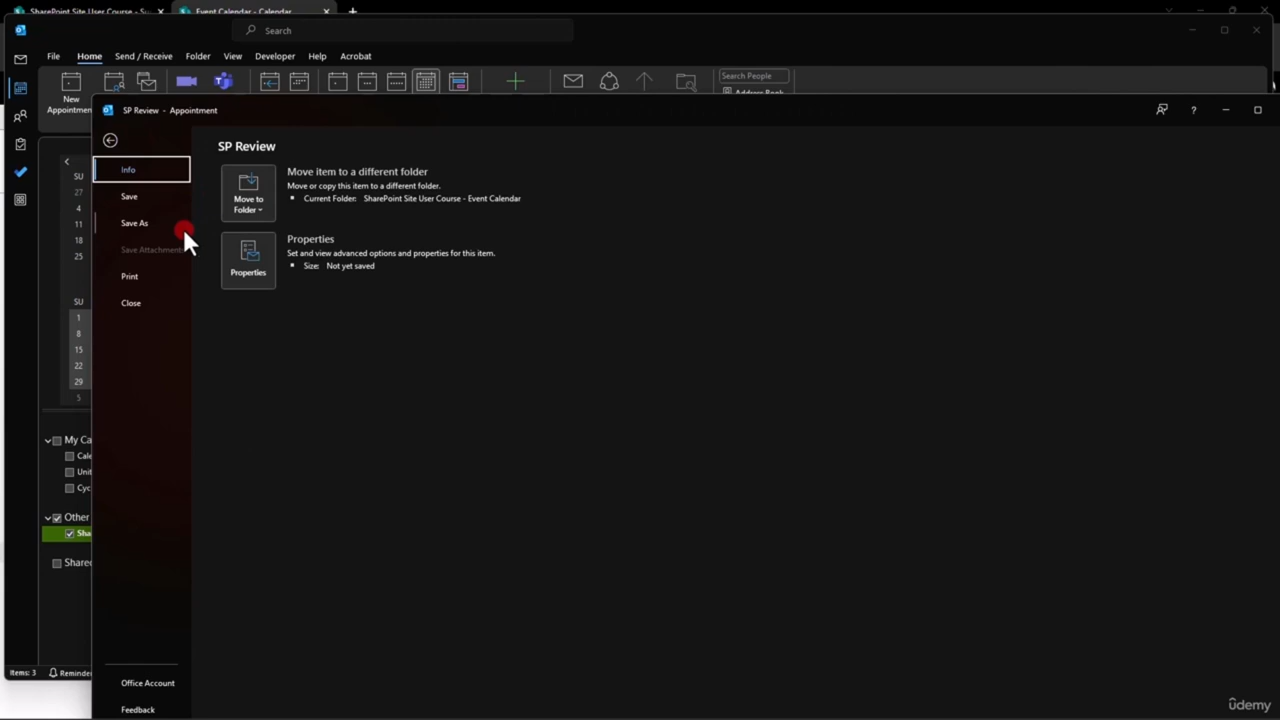 SharePoint Site User Course - Su
Event Calendar - Calendar
Search
File Home Send / Receive Folder View Developer Help Acrobat
New
Appointment
Search People
Address Book
SP Review - Appointment
?
Info
Save
Save As
Save Attachments
Print
Close
Office Account
Feedback
SP Review
Move to
Folder
Move item to a different folder
Move or copy this item to a different folder.
Current Folder: SharePoint Site User Course - Event Calendar
Properties
Properties
Set and view advanced options and properties for this item.
Size: Not yet saved
SU
27
4
11
18
25
SU
1
8
15
22
29
5
My Ca
Cale
Unit
Cyc
Other
Sha
Shared
Items: 3 Reminde
ûdemy